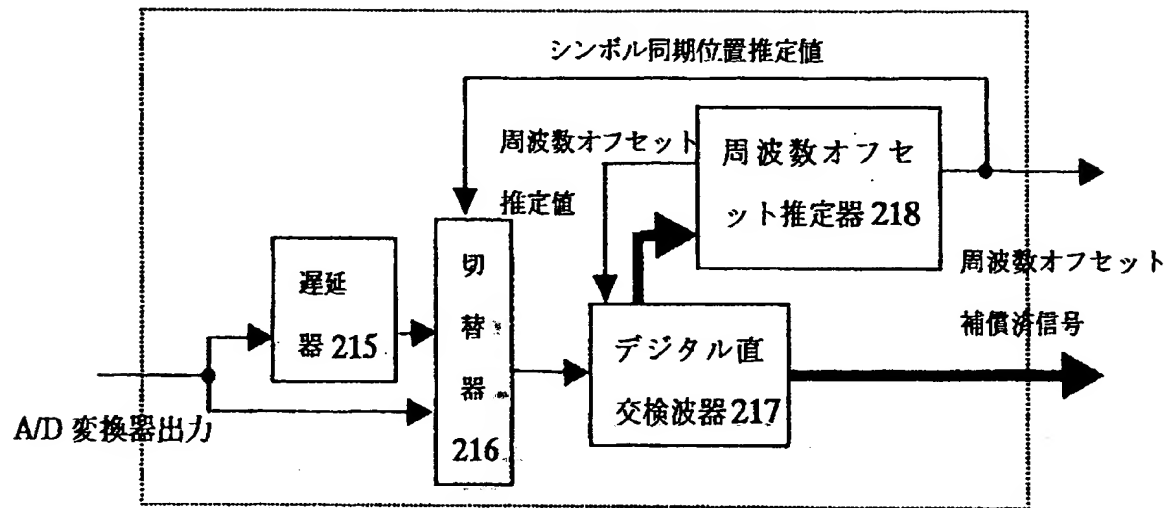 シンボル同期位置推定値
周波数オフセット
推定値
周波数オフセ
ット推定器 218
切
替
器
216
遅延
器 215
デジタル直
交検波器 217
周波数オフセット
補償済信号
A/D 変換器出力